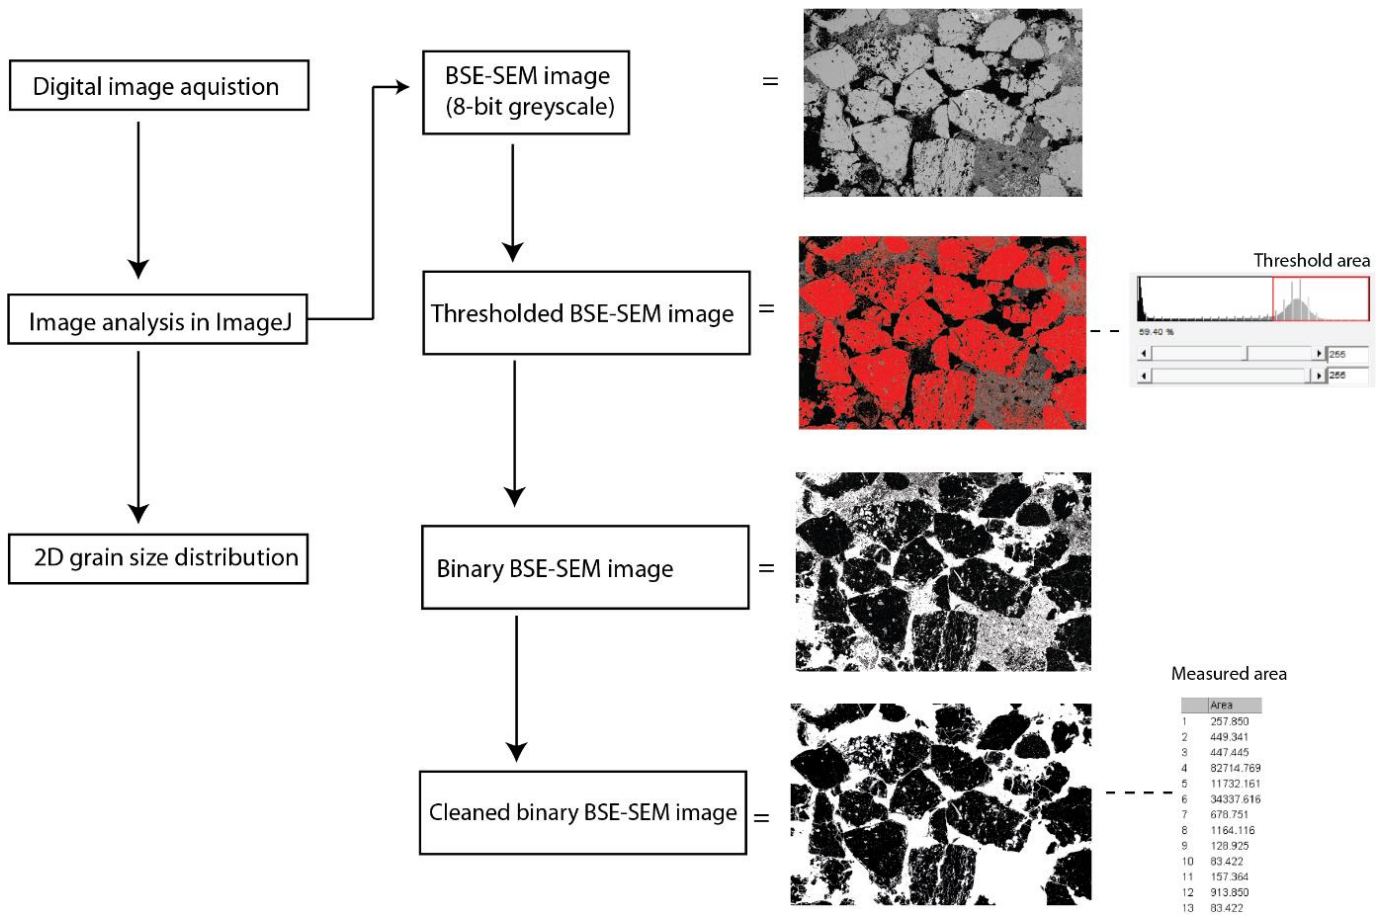 Digital image aquistion
Image analysis in ImageJ
2D grain size distribution
BSE-SEM image
(8-bit greyscale)
=
Thresholded BSE-SEM image
=
Threshold area
59.40 %
255
255
Binary BSE-SEM image
=
Cleaned binary BSE-SEM image
=
Measured area
Area
1 257.850
2 449.341
3 447.445
4 82714.769
5 11732.161
6 34337.616
7 678.751
8 1164.116
9 128.925
10 83.422
11 157.364
12 913.850
13 83.422